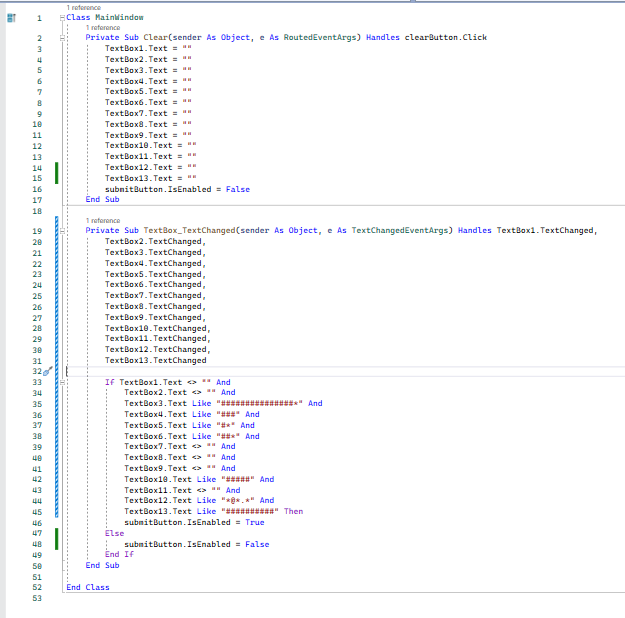 1 reference
1 Class MainWindow
1 reference
2 Private Sub Clear(sender As Object, e As RoutedEventArgs) Handles clearButton.Click
3 TextBox1.Text = ""
4 TextBox2.Text = ""
5 TextBox3.Text = ""
6 TextBox4.Text = ""
7 TextBox5.Text = ""
8 TextBox6.Text = ""
9 TextBox7.Text = ""
10 TextBox8.Text = ""
11 TextBox9.Text = ""
12 TextBox10.Text = ""
13 TextBox11.Text = ""
14 TextBox12.Text = ""
15 TextBox13.Text = ""
16 submitButton.IsEnabled = False
17 End Sub
18
1 reference
19 Private Sub TextBox_TextChanged(sender As Object, e As TextChangedEventArgs) Handles TextBox1.TextChanged,
20 TextBox2.TextChanged,
21 TextBox3.TextChanged,
22 TextBox4.TextChanged,
23 TextBox5.TextChanged,
24 TextBox6.TextChanged,
25 TextBox7.TextChanged,
26 TextBox8.TextChanged,
27 TextBox9.TextChanged,
28 TextBox10.TextChanged,
29 TextBox11.TextChanged,
30 TextBox12.TextChanged,
31 TextBox13.TextChanged
32
33 If TextBox1.Text <> "" And
34 TextBox2.Text <> "" And
35 TextBox3.Text Like "###############*" And
36 TextBox4.Text Like "###" And
37 TextBox5.Text Like "#*" And
38 TextBox6.Text Like "##*" And
39 TextBox7.Text <> "" And
40 TextBox8.Text <> "" And
41 TextBox9.Text <> "" And
42 TextBox10.Text Like "#####" And
43 TextBox11.Text <> "" And
44 TextBox12.Text Like "*@*.*" And
45 TextBox13.Text Like "##########" Then
46 submitButton.IsEnabled = True
47 Else
48 submitButton.IsEnabled = False
49 End If
50 End Sub
51
52 End Class
53